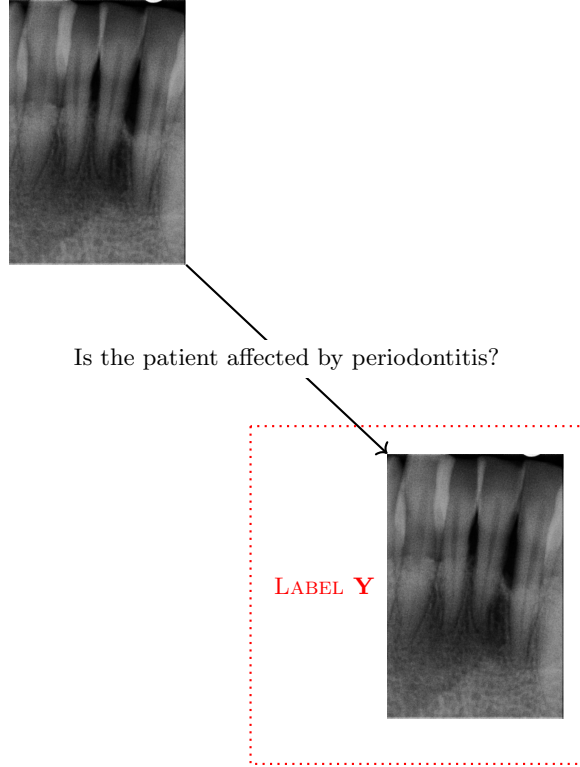 Is the patient affected by periodontitis?
Label Y